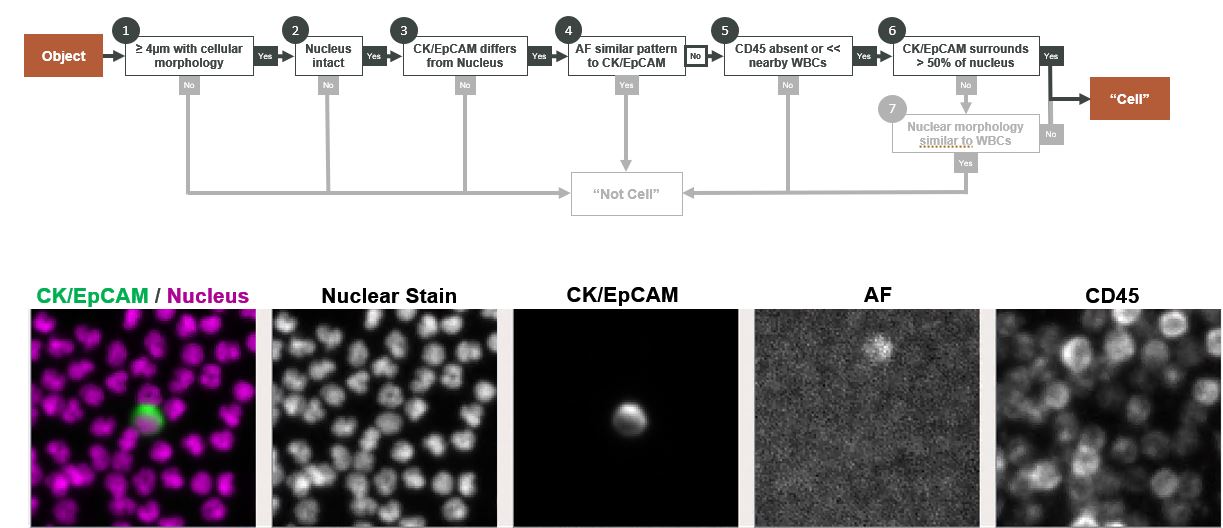 1
2
3
4
5
6
Object
≥ 4μm with cellular
morphology
Yes
Nucleus
intact
Yes
CK/EpCAM differs
from Nucleus
Yes
AF similar pattern
to CK/EpCAM
No
CD45 absent or <<
nearby WBCs
Yes
CK/EpCAM surrounds
> 50% of nucleus
Yes
No
No
No
Yes
No
No
“Cell”
7
Nuclear morphology
similar to WBCs
No
Yes
“Not Cell”
CK/EpCAM / Nucleus
Nuclear Stain
CK/EpCAM
AF
CD45